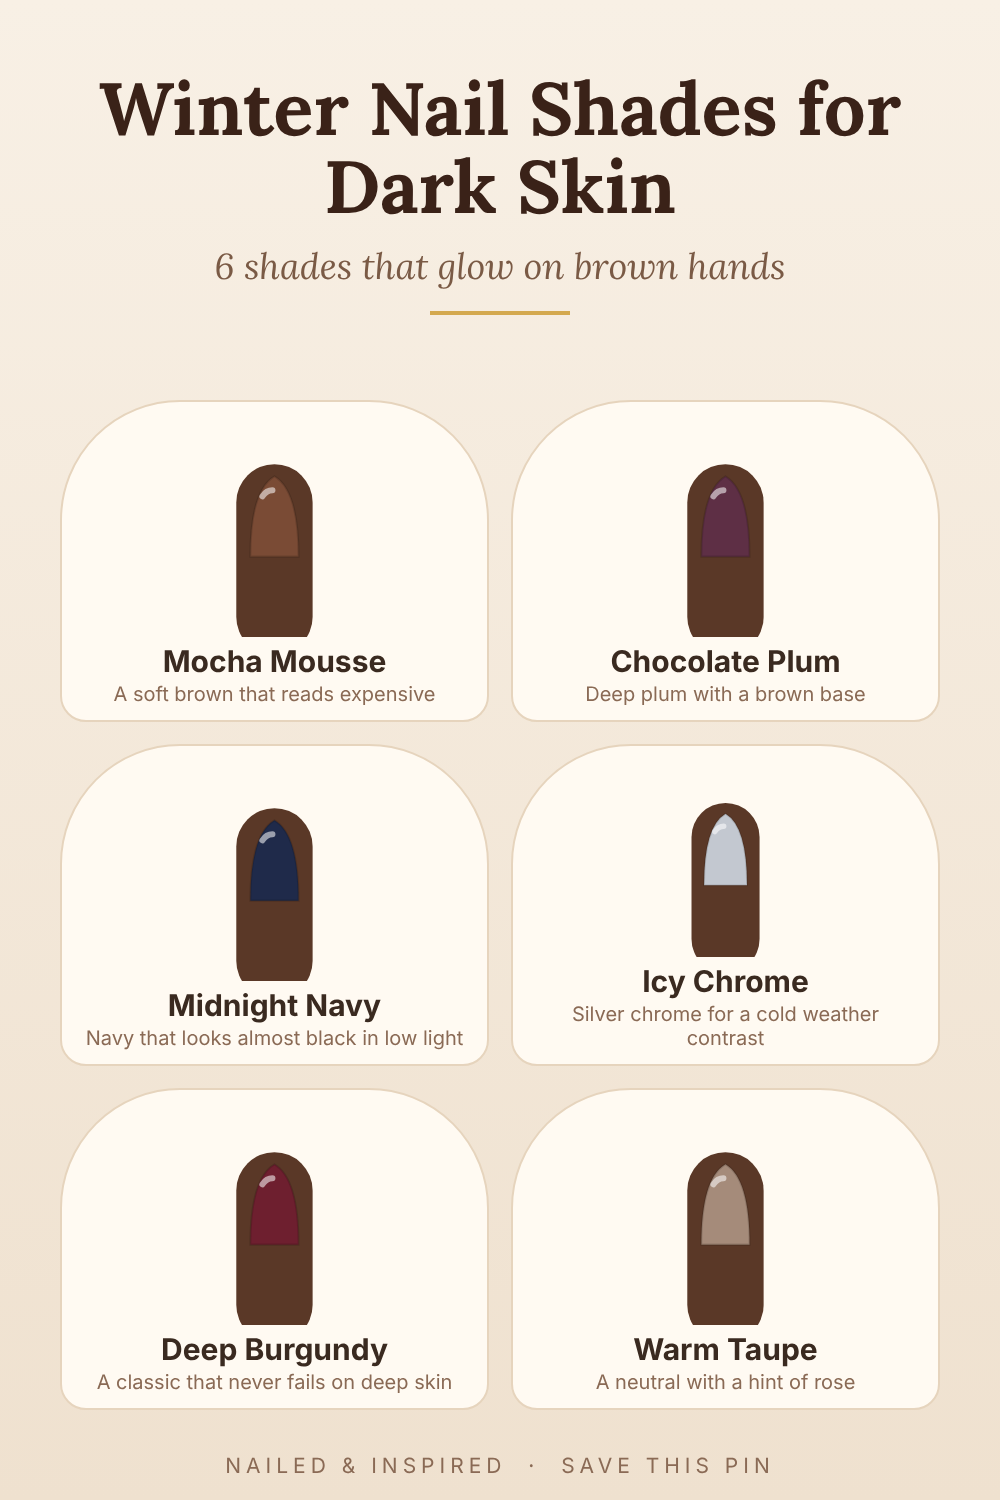 Winter Nail Shades for
Dark Skin
6 shades that glow on brown hands
Mocha Mousse
A soft brown that reads expensive
Chocolate Plum
Deep plum with a brown base
Midnight Navy
Navy that looks almost black in low light
Icy Chrome
Silver chrome for a cold weather
contrast
Deep Burgundy
A classic that never fails on deep skin
Warm Taupe
A neutral with a hint of rose
NAILED & INSPIRED · SAVE THIS PIN